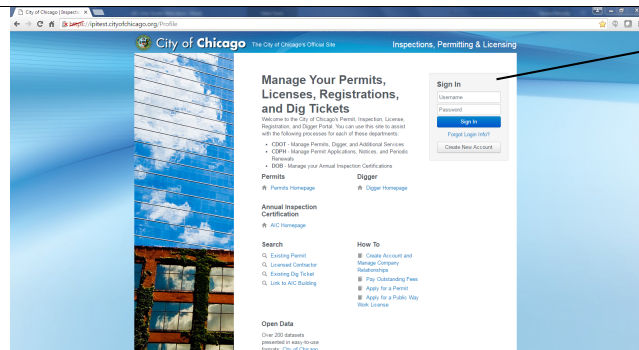 City of Chicago | Inspecti
https://ipitest.cityofchicago.org/Profile
City of Chicago The City of Chicago's Official Site
Inspections, Permitting & Licensing
Manage Your Permits,
Licenses, Registrations,
and Dig Tickets
Welcome to the City of Chicago's Permit, Inspection, License,
Registration, and Digger Portal. You can use this site to assist
with the following processes for each of these departments:
• CDOT - Manage Permits, Digger, and Additional Services
• CDPH - Manage Permit Applications, Notices, and Periodic
Renewals
• DOB - Manage your Annual Inspection Certifications
Sign In
Username
Password
Sign In
Forgot Login Info?
Create New Account
Permits
Permits Homepage
Digger
Digger Homepage
Annual Inspection
Certification
AIC Homepage
Search
Existing Permit
Licensed Contractor
Existing Dig Ticket
Link to AIC Building
How To
Create Account and
Manage Company
Relationships
Pay Outstanding Fees
Apply for a Permit
Apply for a Public Way
Work License
Open Data
Over 200 datasets
presented in easy-to-use
formats. City of Chicago